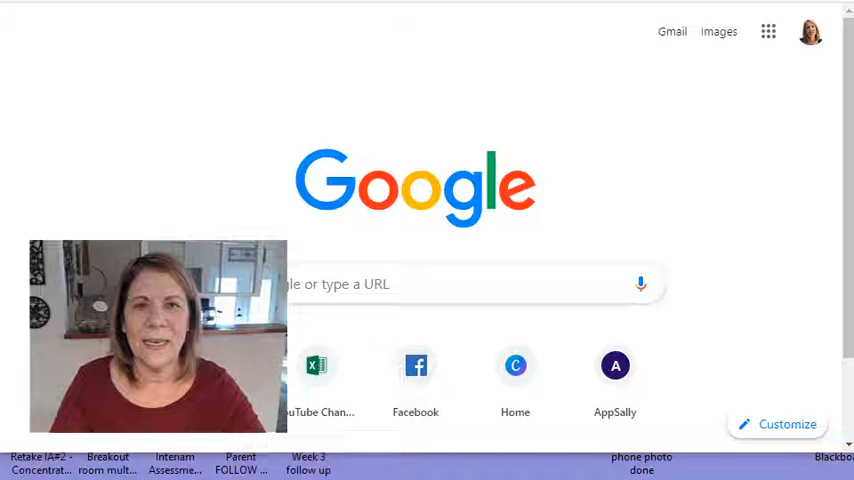 Gmail Images
Google
gle or type a URL
uTube Chan...
Facebook
Home
A
AppSally
Customize
Retake IA#2 -
Concentrat...
Breakout
room mult...
Interiam
Assessme...
Parent
FOLLOW ...
Week 3
follow up
phone photo
done
Blackboa